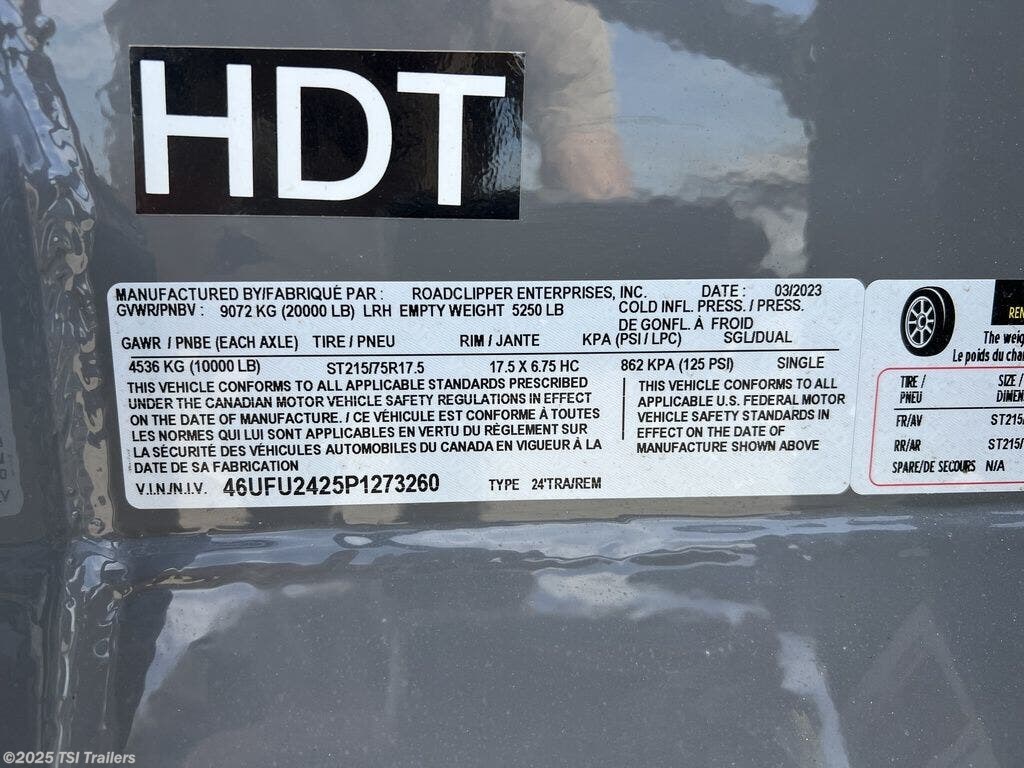 HDT
MANUFACTURED BY/FABRIQUÉ PAR : ROADCLIPPER ENTERPRISES, INC. DATE : 03/2023
GVWR/PNBV : 9072 KG (20000 LB) LRH EMPTY WEIGHT 5250 LB COLD INFL. PRESS. / PRESS.
DE GONFL. À FROID
GAWR / PNBE (EACH AXLE) TIRE / PNEU RIM / JANTE KPA (PSI / LPC) SGL/DUAL
4536 KG (10000 LB) ST215/75R17.5 17.5 X 6.75 HC 862 KPA (125 PSI) SINGLE
THIS VEHICLE CONFORMS TO ALL APPLICABLE STANDARDS PRESCRIBED
UNDER THE CANADIAN MOTOR VEHICLE SAFETY REGULATIONS IN EFFECT
ON THE DATE OF MANUFACTURE. / CE VÉHICULE EST CONFORME À TOUTES
LES NORMES QUI LUI SONT APPLICABLES EN VERTU DU RÈGLEMENT SUR
LA SÉCURITÉ DES VÉHICULES AUTOMOBILES DU CANADA EN VIGUEUR À LA
DATE DE SA FABRICATION
THIS VEHICLE CONFORMS TO ALL
APPLICABLE U.S. FEDERAL MOTOR
VEHICLE SAFETY STANDARDS IN
EFFECT ON THE DATE OF
MANUFACTURE SHOWN ABOVE
V.I.N./N.I.V. 46UFU2425P1273260 TYPE 24'TRA/REM
The
Le poids du
TIRE / SIZE /
PNEU
FR/AV ST215
RR/AR ST215/
SPARE/DE SECOURS N/A
©2025 TSI Trailers